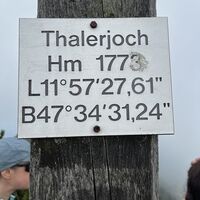 Thalerjoch
Hm 1773
L11°57'27,61"
B47°34'31,24"